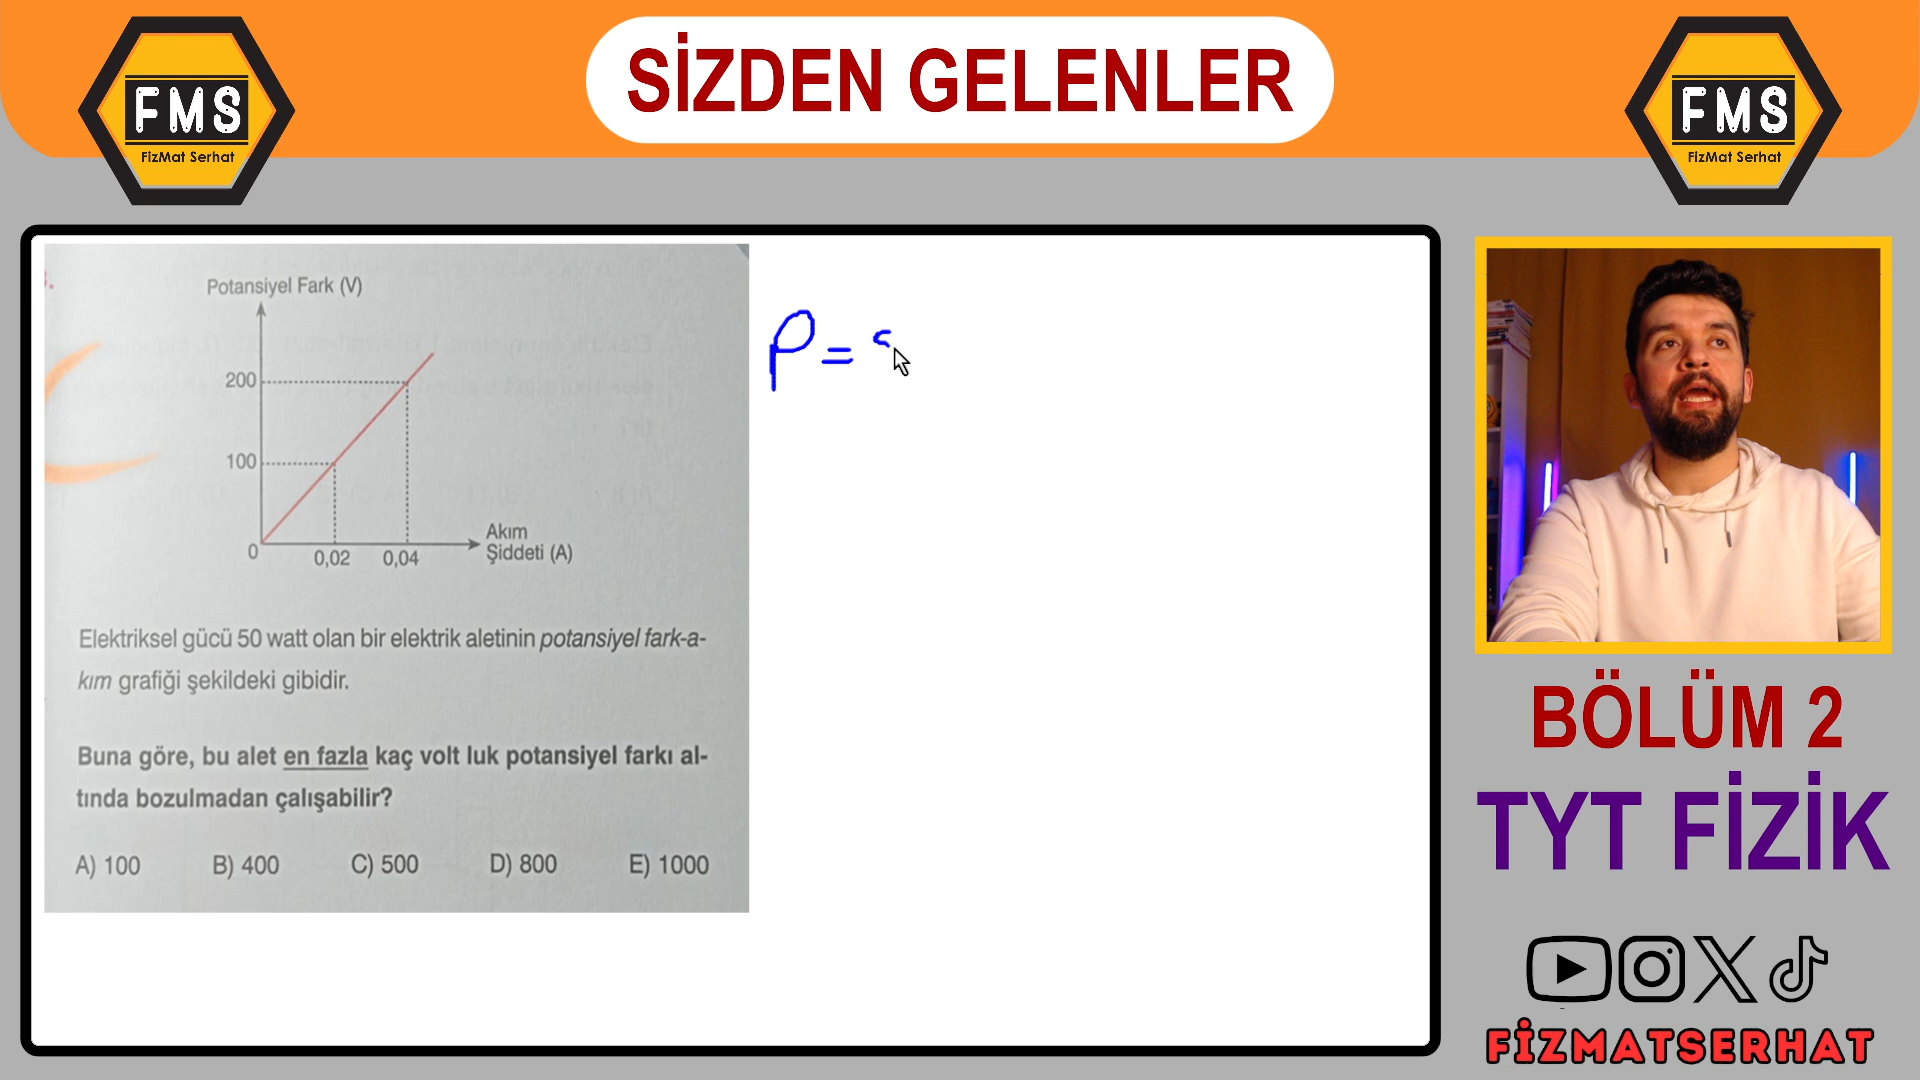 SİZDEN GELENLER
FMS
FizMat Serhat
FMS
FizMat Serhat
Potansiyel Fark (V)
200
100
0
0,02
0,04
Akım
Şiddeti (A)
Elektriksel gücü 50 watt olan bir elektrik aletinin potansiyel fark-a-
kım grafiği şekildeki gibidir.
Buna göre, bu alet en fazla kaç volt luk potansiyel farkı al-
tında bozulmadan çalışabilir?
A) 100 B) 400 C) 500 D) 800 E) 1000
P =
BÖLÜM 2
TYT FİZİK
FİZMATSERHAT